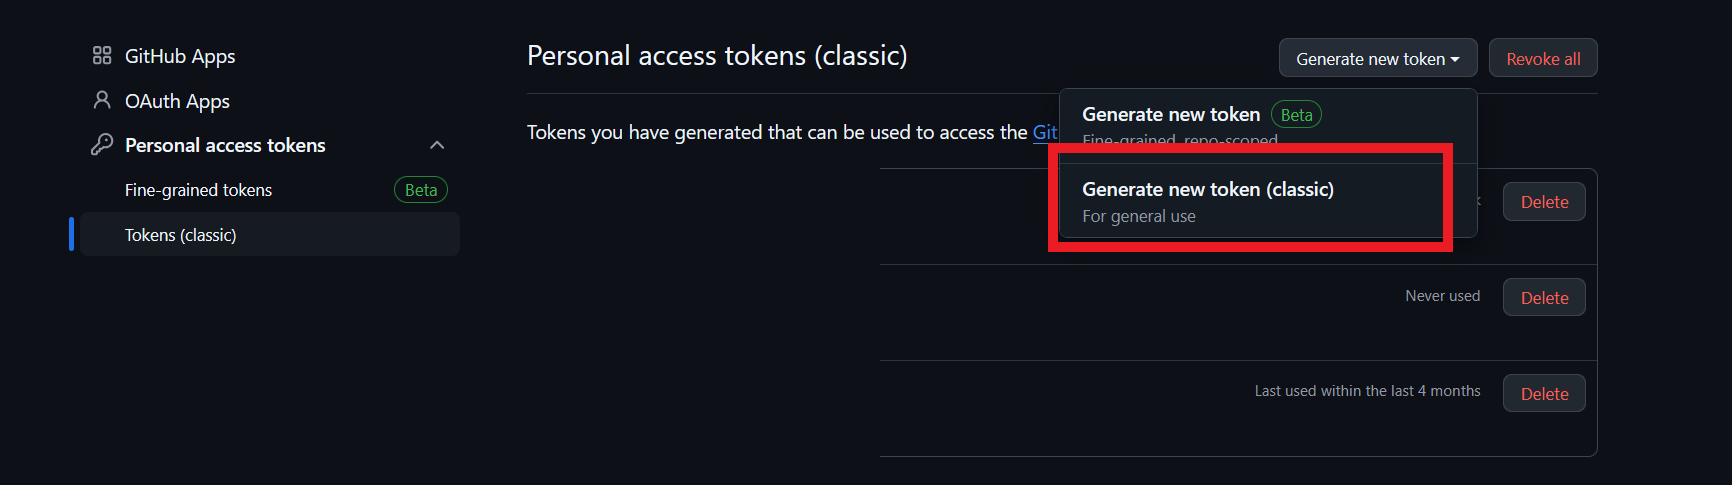 GitHub Apps
OAuth Apps
Personal access tokens
Fine-grained tokens Beta
Tokens (classic)
Personal access tokens (classic)
Generate new token
Revoke all
Generate new token Beta
Fine-grained, repo-scoped
Tokens you have generated that can be used to access the Git
Generate new token (classic)
For general use
Delete
Never used
Delete
Last used within the last 4 months
Delete